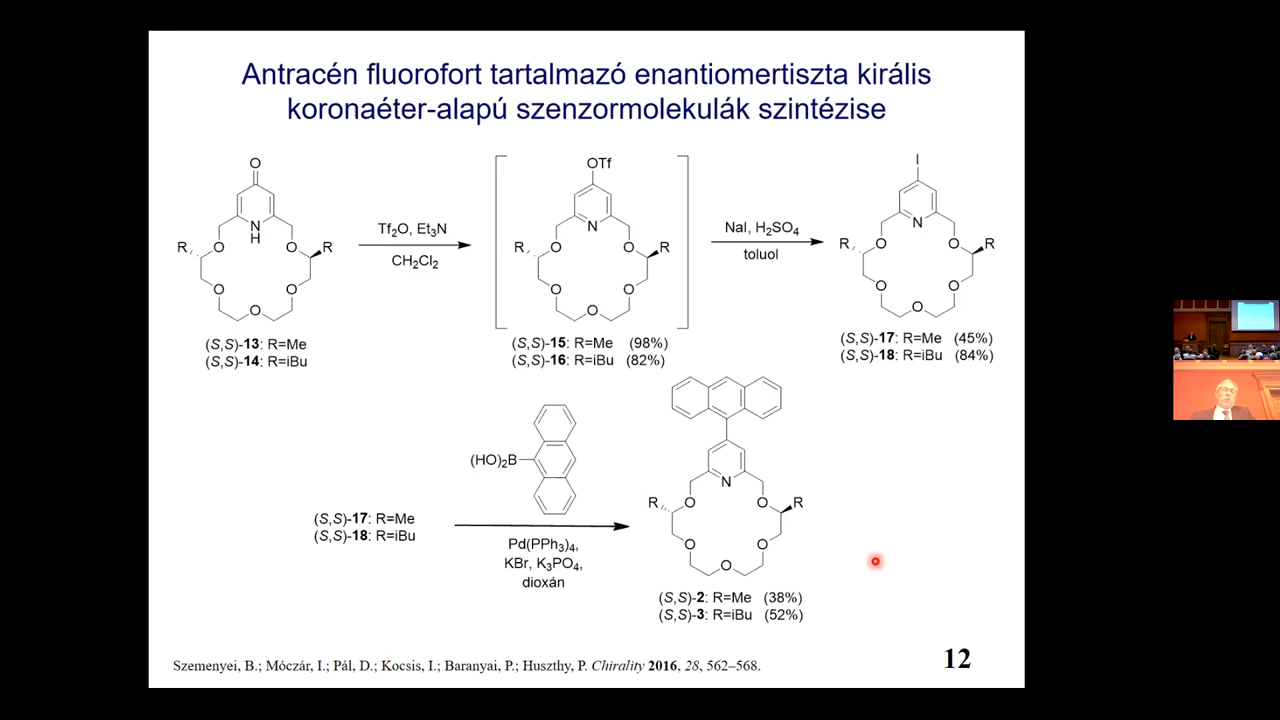 Antracén fluorofort tartalmazó enantiomertiszta királis
koronaéter-alapú szenzormolekulák szintézise
O
N
H
R
R
O
O
O
O
O
(S,S)-13: R=Me
(S,S)-14: R=iBu
Tf₂O, Et₃N
CH₂Cl₂
OTf
N
R
R
O
O
O
O
O
(S,S)-15: R=Me (98%)
(S,S)-16: R=iBu (82%)
NaI, H₂SO₄
toluol
I
N
R
R
O
O
O
O
O
(S,S)-17: R=Me (45%)
(S,S)-18: R=iBu (84%)
(S,S)-17: R=Me
(S,S)-18: R=iBu
(HO)₂B
Pd(PPh₃)₄,
KBr, K₃PO₄,
dioxán
N
R
R
O
O
O
O
O
(S,S)-2: R=Me (38%)
(S,S)-3: R=iBu (52%)
Szemenyei, B.; Móczár, I.; Pál, D.; Kocsis, I.; Baranyai, P.; Huszthy, P. Chirality 2016, 28, 562–568.
12